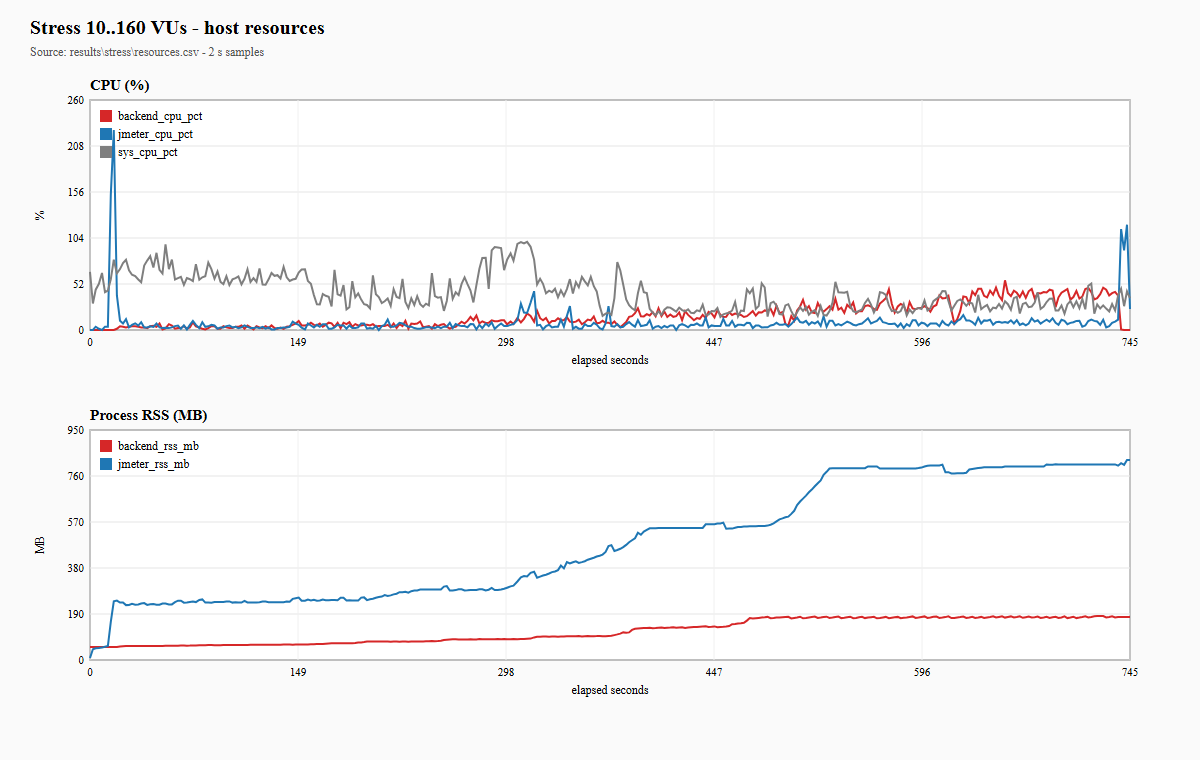 Stress 10..160 VUs - host resources
Source: results\stress\resources.csv - 2 s samples
CPU (%)
260
backend_cpu_pct
jmeter_cpu_pct
208
sys_cpu_pct
156
%
104
52
0
0 149 298 447 596 745
elapsed seconds
Process RSS (MB)
950
backend_rss_mb
jmeter_rss_mb
760
570
MB
380
190
0
0 149 298 447 596 745
elapsed seconds